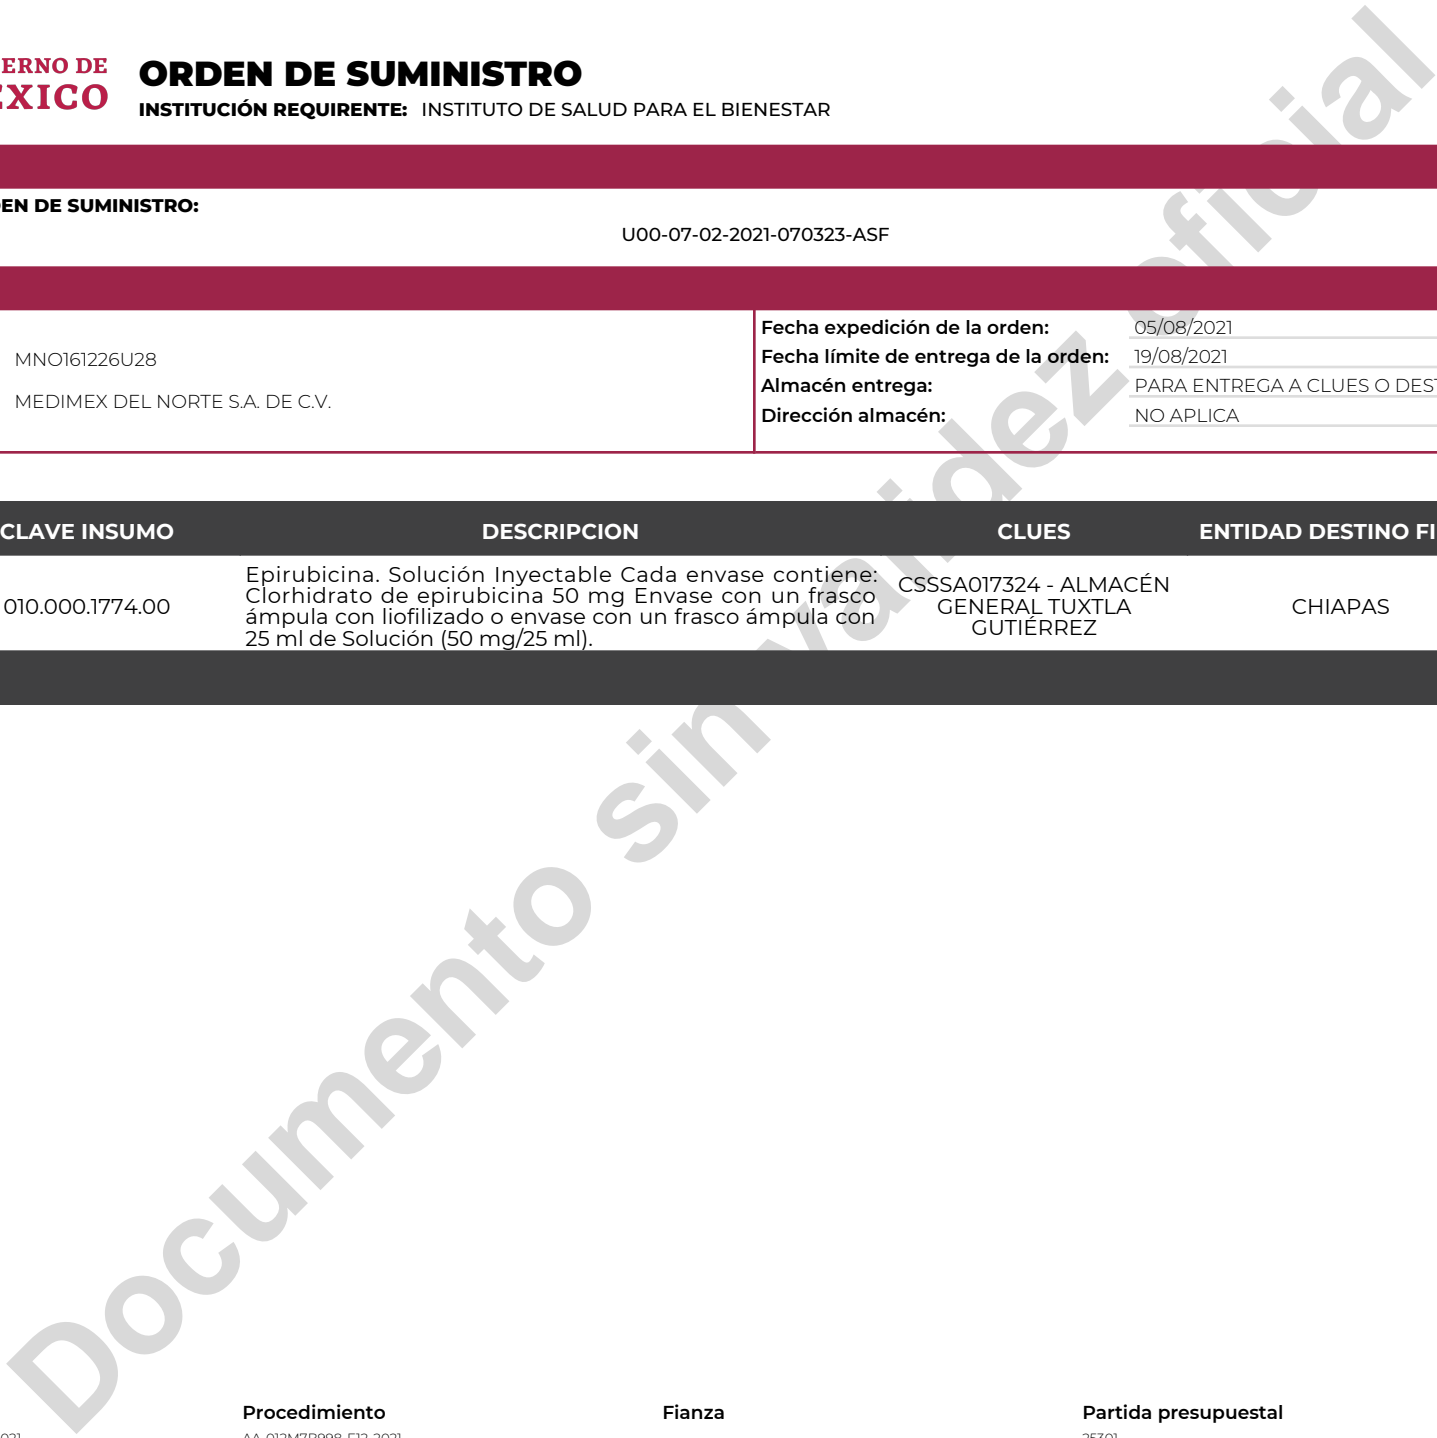 ERNO DE
ÉXICO
ORDEN DE SUMINISTRO
INSTITUCIÓN REQUIRENTE: INSTITUTO DE SALUD PARA EL BIENESTAR
EN DE SUMINISTRO:
U00-07-02-2021-070323-ASF
MNO161226U28
MEDIMEX DEL NORTE S.A. DE C.V.
Fecha expedición de la orden: 05/08/2021
Fecha límite de entrega de la orden: 19/08/2021
Almacén entrega: PARA ENTREGA A CLUES O DEST
Dirección almacén: NO APLICA
CLAVE INSUMO DESCRIPCION CLUES ENTIDAD DESTINO FI
010.000.1774.00
Epirubicina. Solución Inyectable Cada envase contiene:
Clorhidrato de epirubicina 50 mg Envase con un frasco
ámpula con liofilizado o envase con un frasco ámpula con
25 ml de Solución (50 mg/25 ml).
CSSSA017324 - ALMACÉN
GENERAL TUXTLA
GUTIÉRREZ
CHIAPAS
Documento sin validez oficial
Procedimiento Fianza Partida presupuestal